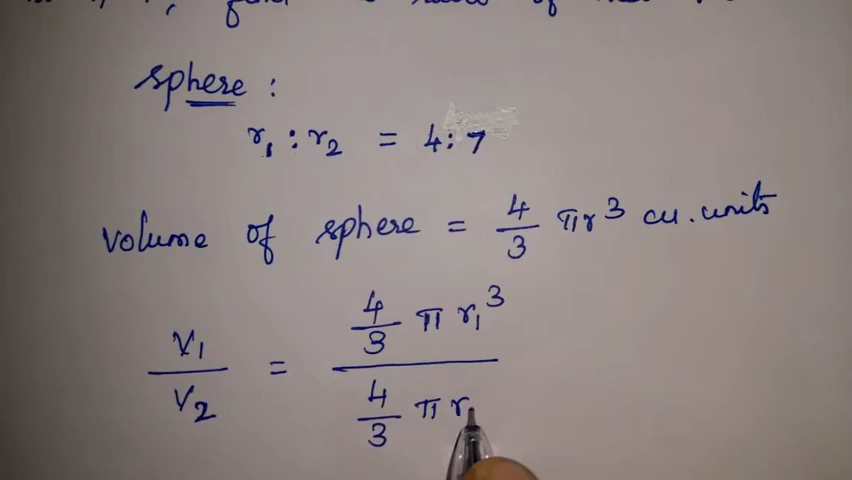 of
sphere :
r₁ : r₂ = 4 : 7
Volume of sphere = 4/3 πr³ cu. units
V₁/V₂ = (4/3 π r₁³)/(4/3 π r